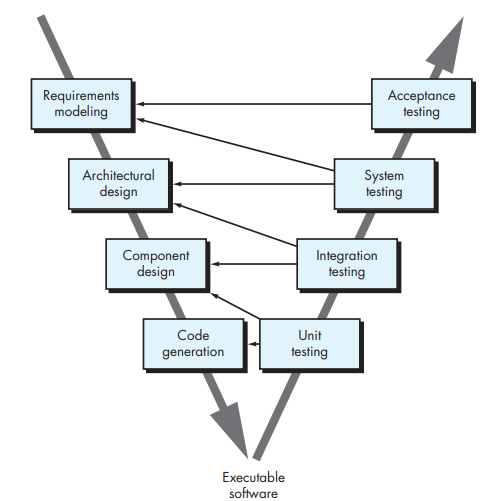 Requirements
modeling
Acceptance
testing
Architectural
design
System
testing
Component
design
Integration
testing
Code
generation
Unit
testing
Executable
software